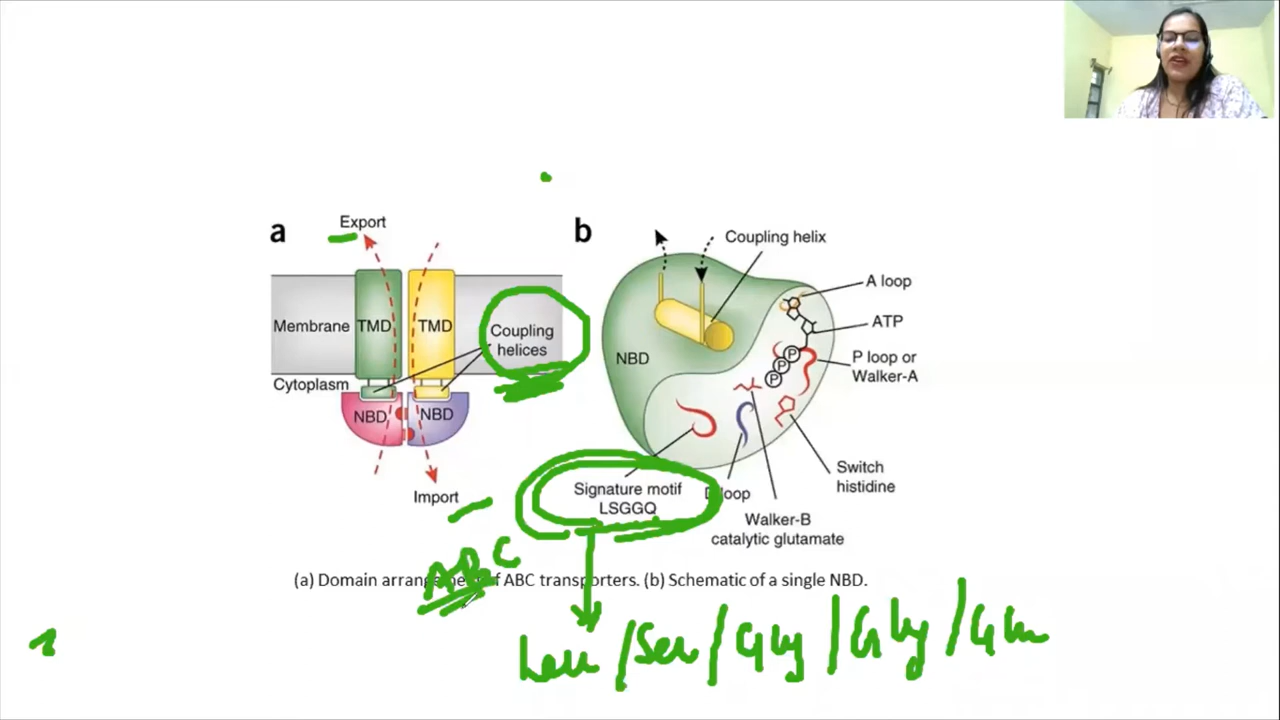 a
Export
Membrane
TMD
TMD
Coupling
helices
Cytoplasm
NBD
NBD
Import
b
Coupling helix
A loop
ATP
P loop or
Walker-A
NBD
P
P
P
Switch
histidine
Signature motif
LSGGQ
loop
Walker-B
catalytic glutamate
ABC
(a) Domain of ABC transporters. (b) Schematic of a single NBD.
Leu/Ser/Gly/Gly/Gln